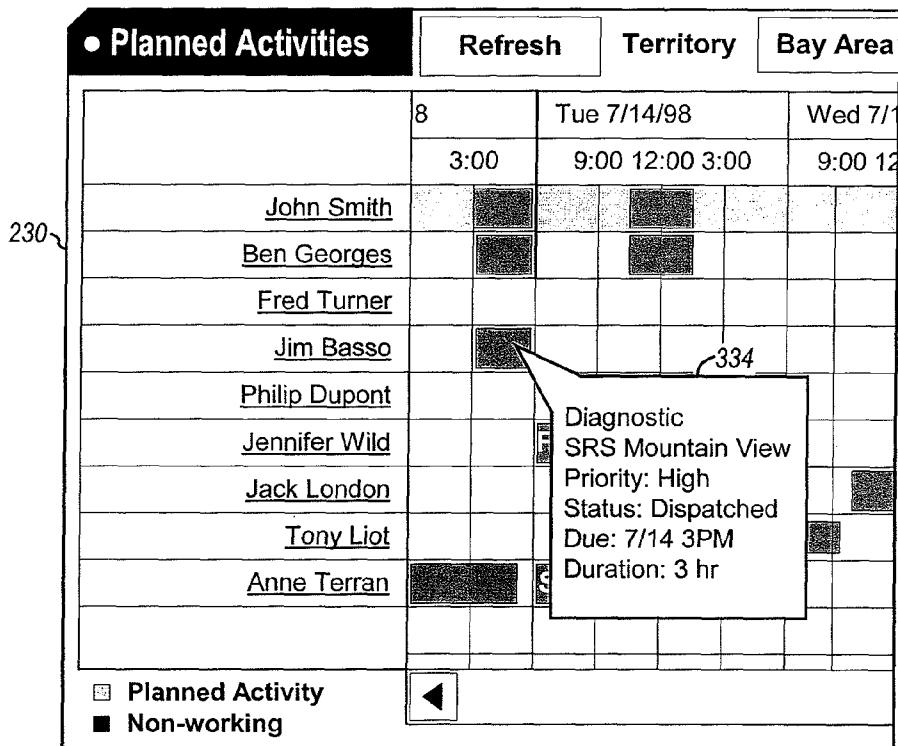 • Planned Activities Refresh Territory Bay Area
8 Tue 7/14/98 Wed 7/1
3:00 9:00 12:00 3:00 9:00 12
John Smith
230
Ben Georges
Fred Turner
Jim Basso
334
Philip Dupont
Diagnostic
Jennifer Wild
SRS Mountain View
Priority: High
Jack London
Status: Dispatched
Tony Liot
Due: 7/14 3PM
Anne Terran
Duration: 3 hr
Planned Activity
Non-working